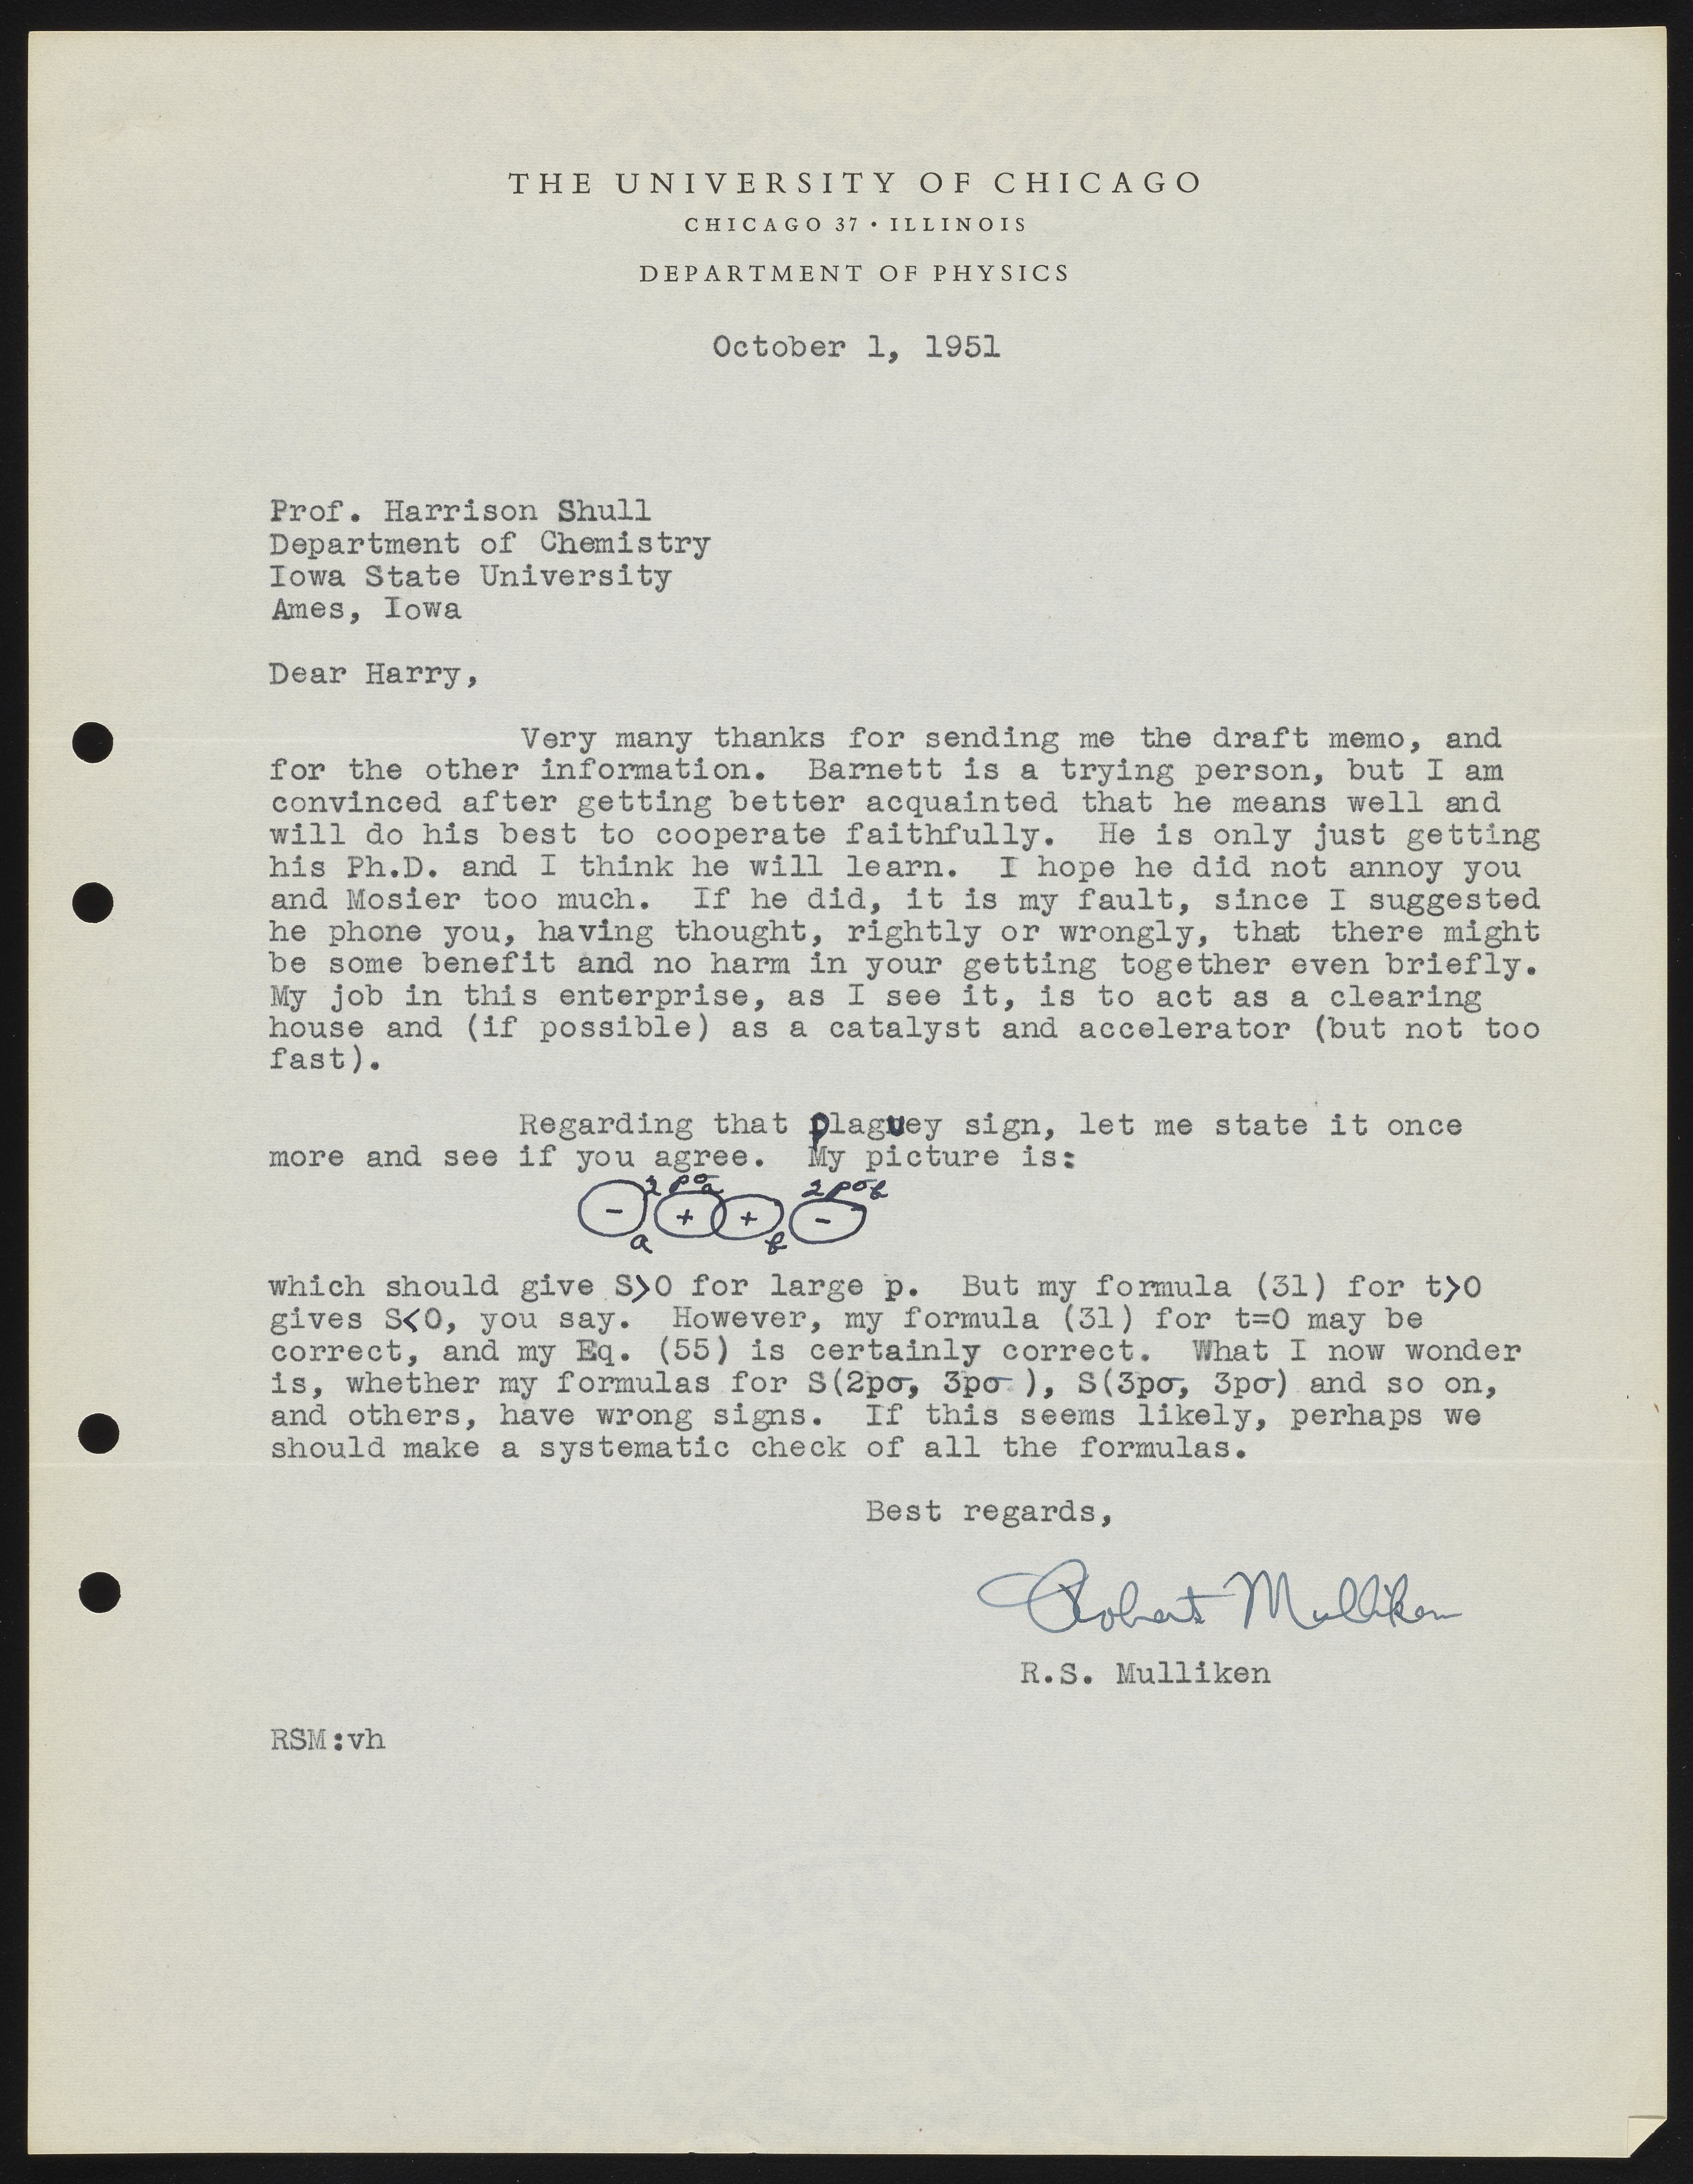 THE UNIVERSITY OF CHICAGO
CHICAGO 37 • ILLINOIS
DEPARTMENT OF PHYSICS
October 1, 1951
Prof. Harrison Shull
Department of Chemistry
Iowa State University
Ames, Iowa
Dear Harry,
Very many thanks for sending me the draft memo, and
for the other information. Barnett is a trying person, but I am
convinced after getting better acquainted that he means well and
will do his best to cooperate faithfully. He is only just getting
his Ph.D. and I think he will learn. I hope he did not annoy you
and Mosier too much. If he did, it is my fault, since I suggested
he phone you, having thought, rightly or wrongly, that there might
be some benefit and no harm in your getting together even briefly.
My job in this enterprise, as I see it, is to act as a clearing
house and (if possible) as a catalyst and accelerator (but not too
fast).
Regarding that plaguey sign, let me state it once
more and see if you agree. My picture is:
2pσa 2pσb
- + + -
a b
which should give S>0 for large p. But my formula (31) for t>0
gives S<0, you say. However, my formula (31) for t=0 may be
correct, and my Eq. (55) is certainly correct. What I now wonder
is, whether my formulas for S(2pσ, 3pσ ), S(3pσ, 3pσ) and so on,
and others, have wrong signs. If this seems likely, perhaps we
should make a systematic check of all the formulas.
Best regards,
Robert Mulliken
R.S. Mulliken
RSM:vh